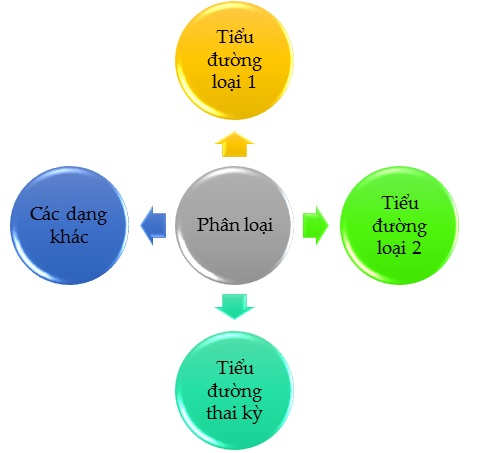 Tiểu
đường
loại 1
Các dạng
khác
Phân loại
Tiểu
đường
loại 2
Tiểu
đường
thai kỳ